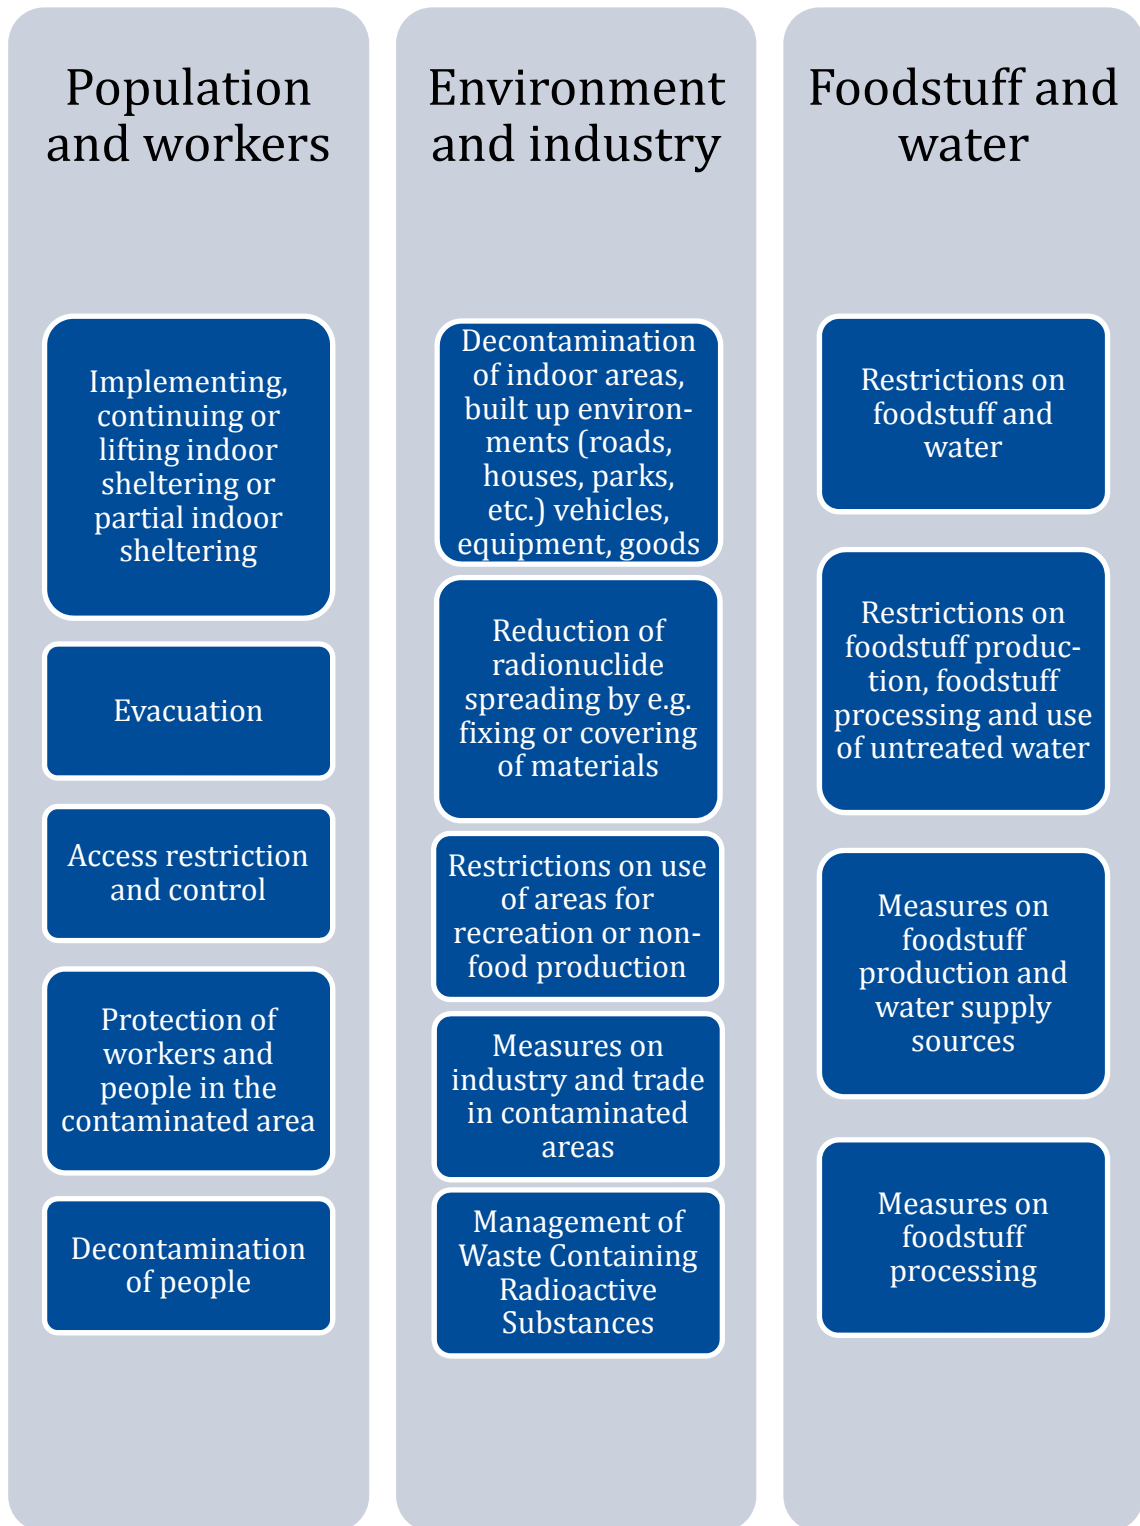 Population
and workers
Implementing,
continuing or
lifting indoor
sheltering or
partial indoor
sheltering
Evacuation
Access restriction
and control
Protection of
workers and
people in the
contaminated area
Decontamination
of people
Environment
and industry
Decontamination
of indoor areas,
built up environ-
ments (roads,
houses, parks,
etc.) vehicles,
equipment, goods
Reduction of
radionuclide
spreading by e.g.
fixing or covering
of materials
Restrictions on use
of areas for
recreation or non-
food production
Measures on
industry and trade
in contaminated
areas
Management of
Waste Containing
Radioactive
Substances
Foodstuff and
water
Restrictions on
foodstuff and
water
Restrictions on
foodstuff produc-
tion, foodstuff
processing and use
of untreated water
Measures on
foodstuff
production and
water supply
sources
Measures on
foodstuff
processing